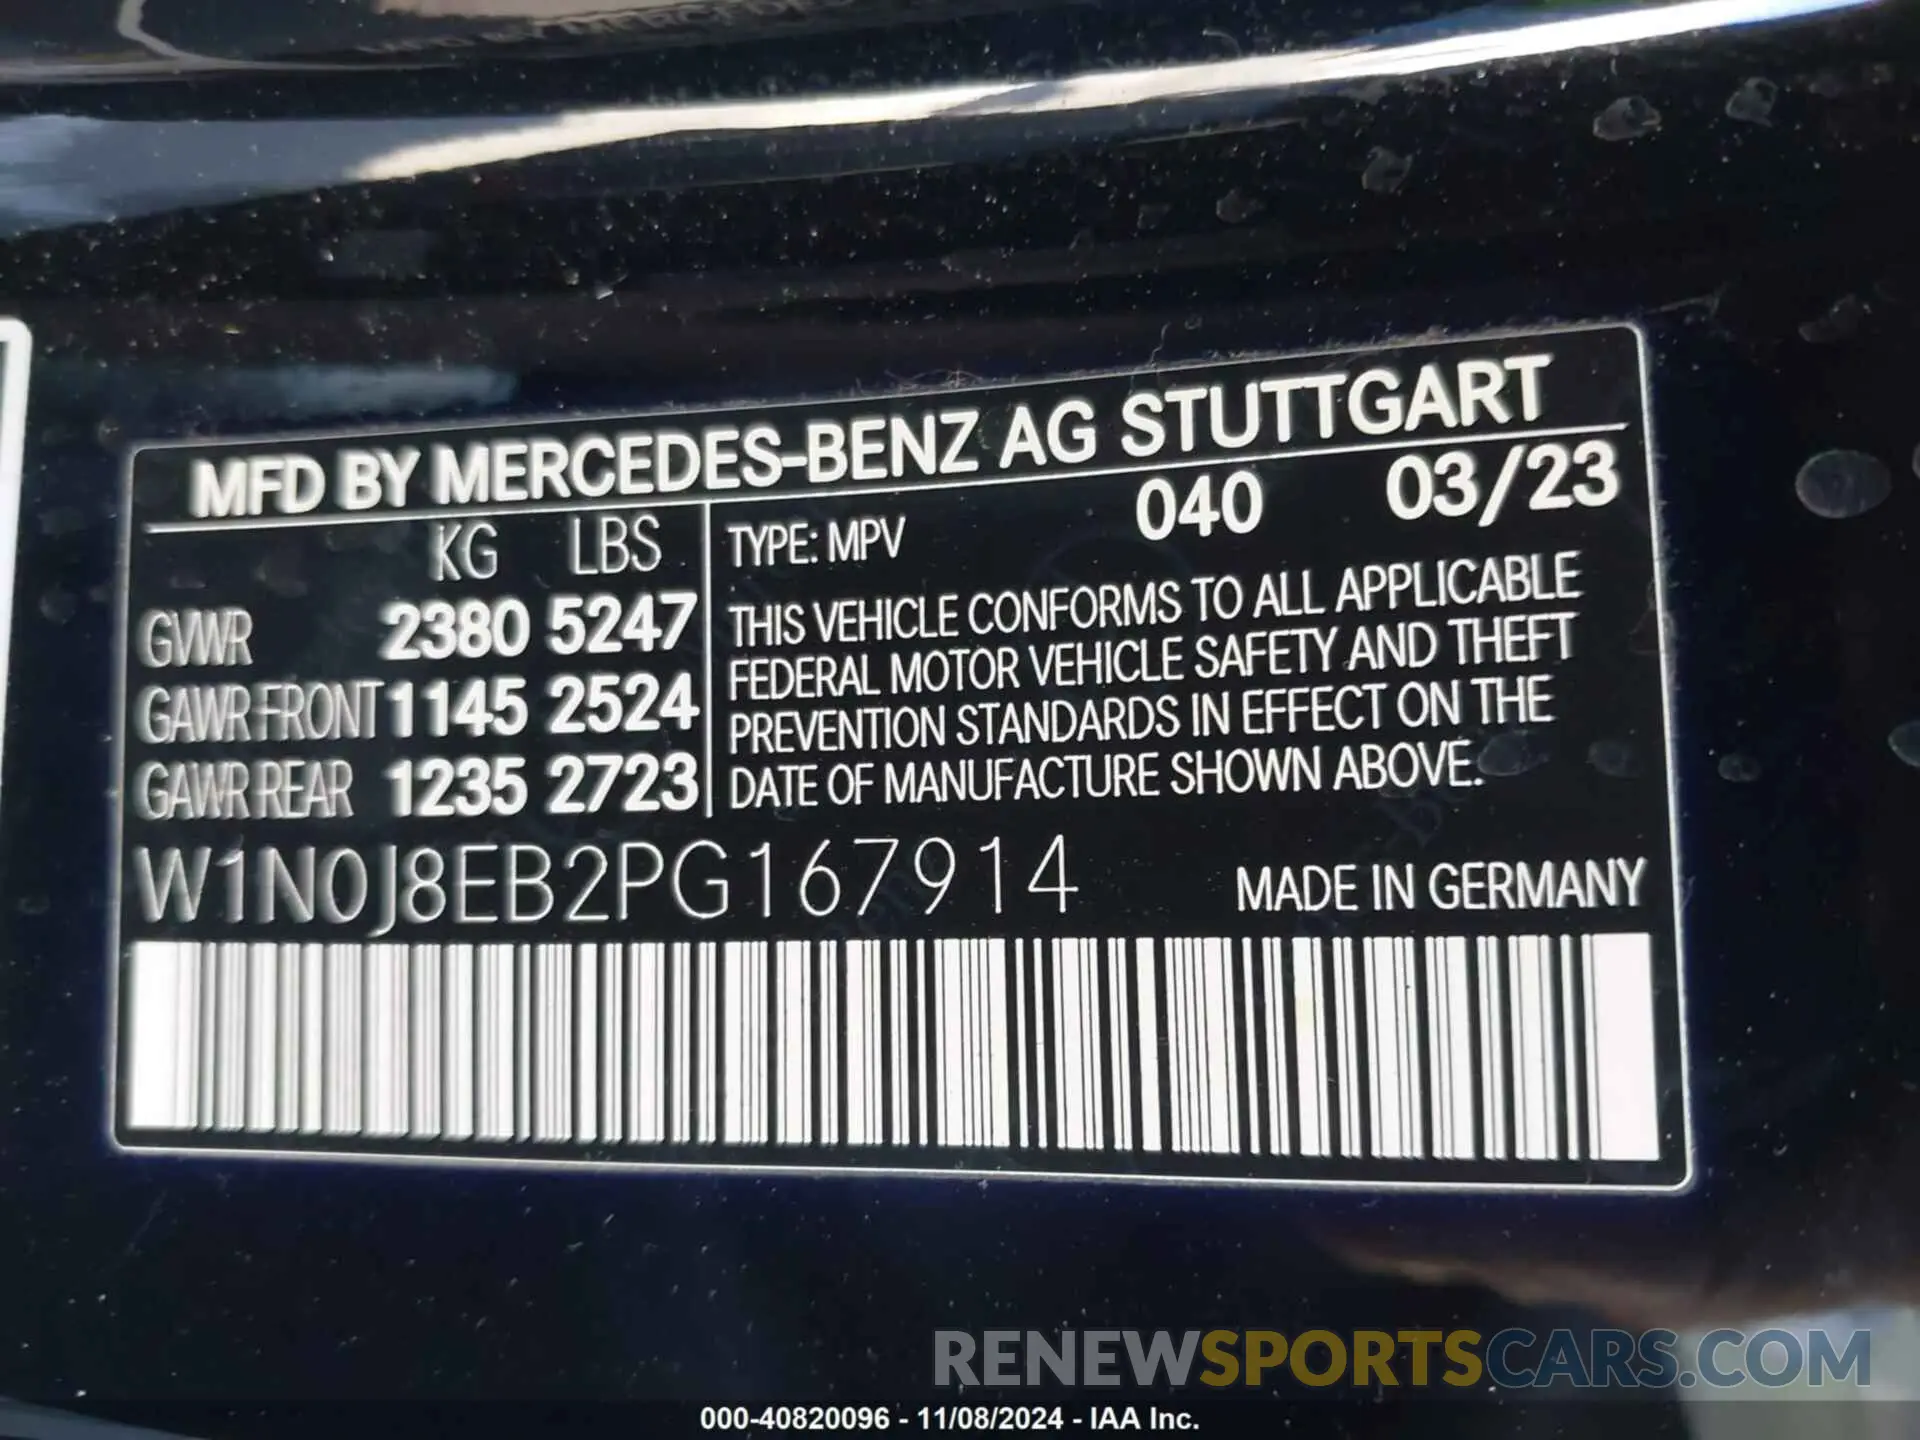 MFD BY MERCEDES-BENZ AG STUTTGART
KG LBS
GVWR 2380 5247
GAWR FRONT 1145 2524
GAWR REAR 1235 2723
TYPE: MPV 040 03/23
THIS VEHICLE CONFORMS TO ALL APPLICABLE
FEDERAL MOTOR VEHICLE SAFETY AND THEFT
PREVENTION STANDARDS IN EFFECT ON THE
DATE OF MANUFACTURE SHOWN ABOVE.
W1N0J8EB2PG167914 MADE IN GERMANY
RENEWSPORTSCARS.COM
000-40820096 - 11/08/2024 - IAA Inc.